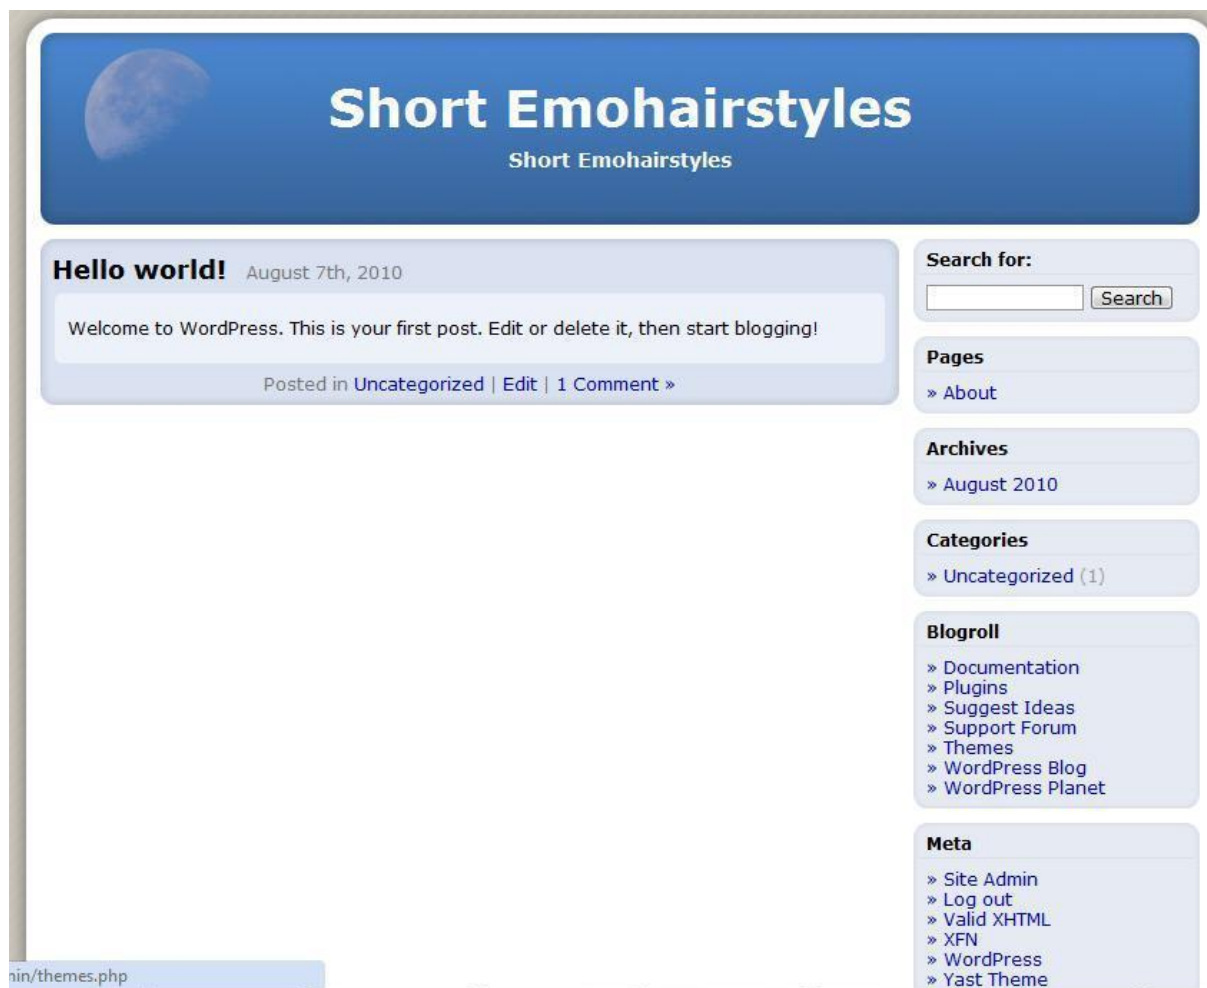 Short Emohairstyles
Short Emohairstyles
Hello world! August 7th, 2010
Welcome to WordPress. This is your first post. Edit or delete it, then start blogging!
Posted in Uncategorized | Edit | 1 Comment »
Search for:
Search
Pages
» About
Archives
» August 2010
Categories
» Uncategorized (1)
Blogroll
» Documentation
» Plugins
» Suggest Ideas
» Support Forum
» Themes
» WordPress Blog
» WordPress Planet
Meta
» Site Admin
» Log out
» Valid XHTML
» XFN
» WordPress
» Yast Theme
in/themes.php